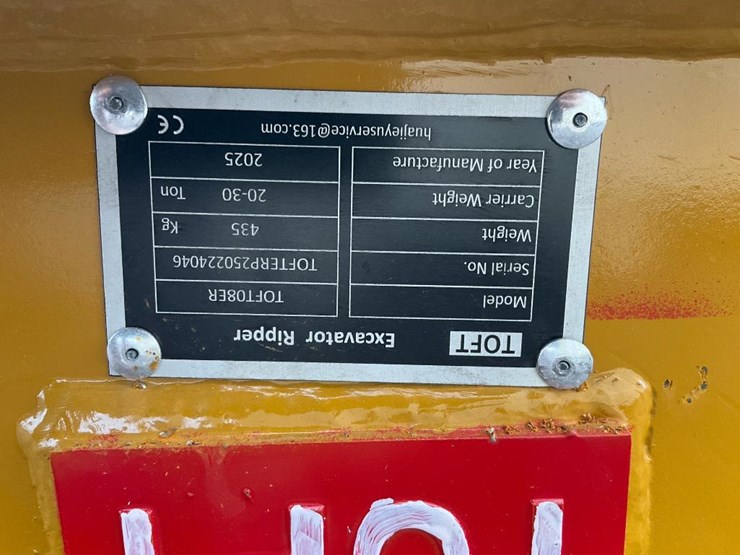 TOFT Excavator Ripper
Model TOFT08ER
Serial No. TOFTERP250224046
Weight 435 Kg
Carrier Weight 20-30 Ton
Year of Manufacture 2025
huajieyuservice@163.com CE